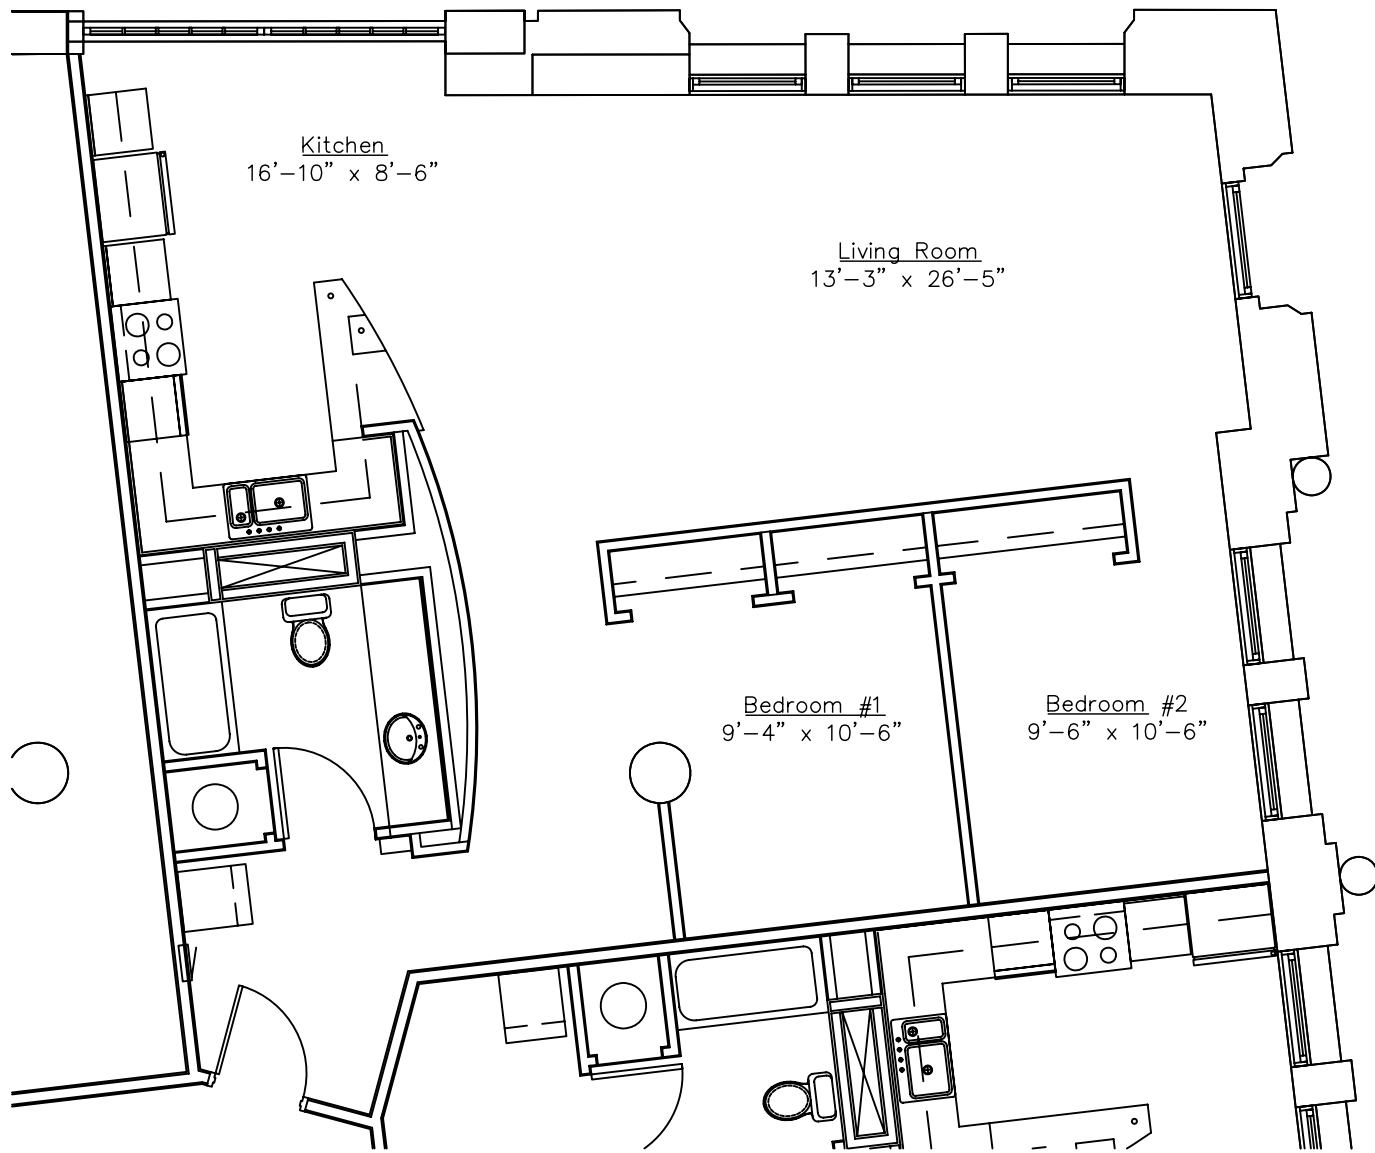 Kitchen
16'-10" x 8'-6"
Living Room
13'-3" x 26'-5"
Bedroom #1
9'-4" x 10'-6"
Bedroom #2
9'-6" x 10'-6"